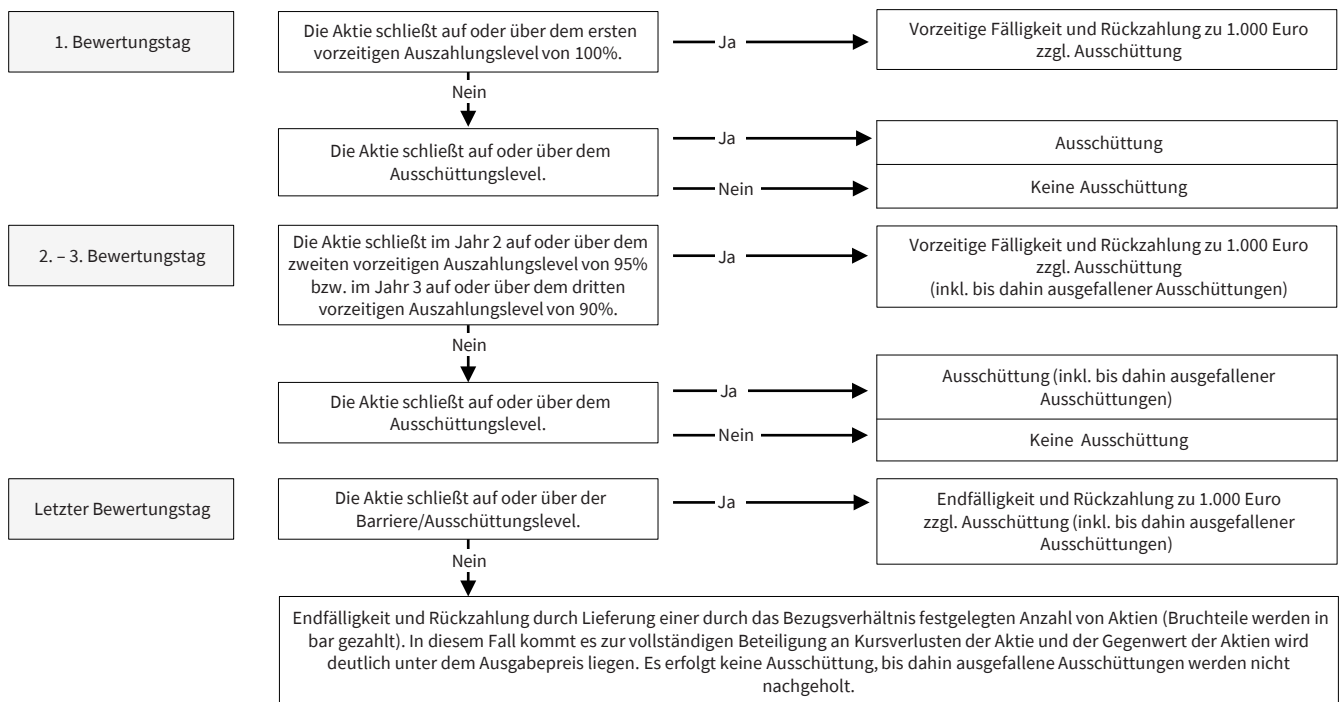 1. Bewertungstag
Die Aktie schließt auf oder über dem ersten
vorzeitigen Auszahlungslevel von 100%.
Ja
Vorzeitige Fälligkeit und Rückzahlung zu 1.000 Euro
zzgl. Ausschüttung
Nein
Die Aktie schließt auf oder über dem
Ausschüttungslevel.
Ja
Ausschüttung
Nein
Keine Ausschüttung
2. – 3. Bewertungstag
Die Aktie schließt im Jahr 2 auf oder über dem
zweiten vorzeitigen Auszahlungslevel von 95%
bzw. im Jahr 3 auf oder über dem dritten
vorzeitigen Auszahlungslevel von 90%.
Ja
Vorzeitige Fälligkeit und Rückzahlung zu 1.000 Euro
zzgl. Ausschüttung
(inkl. bis dahin ausgefallener Ausschüttungen)
Nein
Die Aktie schließt auf oder über dem
Ausschüttungslevel.
Ja
Ausschüttung (inkl. bis dahin ausgefallener
Ausschüttungen)
Nein
Keine Ausschüttung
Letzter Bewertungstag
Die Aktie schließt auf oder über der
Barriere/Ausschüttungslevel.
Ja
Endfälligkeit und Rückzahlung zu 1.000 Euro
zzgl. Ausschüttung (inkl. bis dahin ausgefallener
Ausschüttungen)
Nein
Endfälligkeit und Rückzahlung durch Lieferung einer durch das Bezugsverhältnis festgelegten Anzahl von Aktien (Bruchteile werden in
bar gezahlt). In diesem Fall kommt es zur vollständigen Beteiligung an Kursverlusten der Aktie und der Gegenwert der Aktien wird
deutlich unter dem Ausgabepreis liegen. Es erfolgt keine Ausschüttung, bis dahin ausgefallene Ausschüttungen werden nicht
nachgeholt.